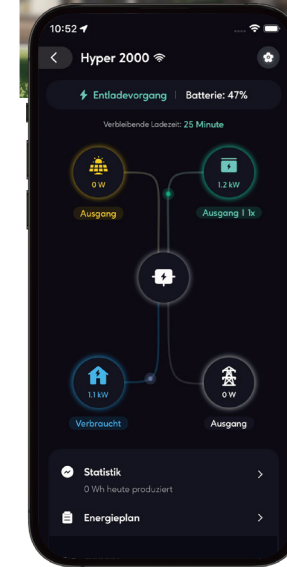 10:52
Hyper 2000
Entladevorgang | Batterie: 47%
Verbleibende Ladezeit: 25 Minute
0 W
1.2 kW
Ausgang
Ausgang | 1x
1.1 kW
0 W
Verbraucht
Ausgang
Statistik
0 Wh heute produziert
Energieplan